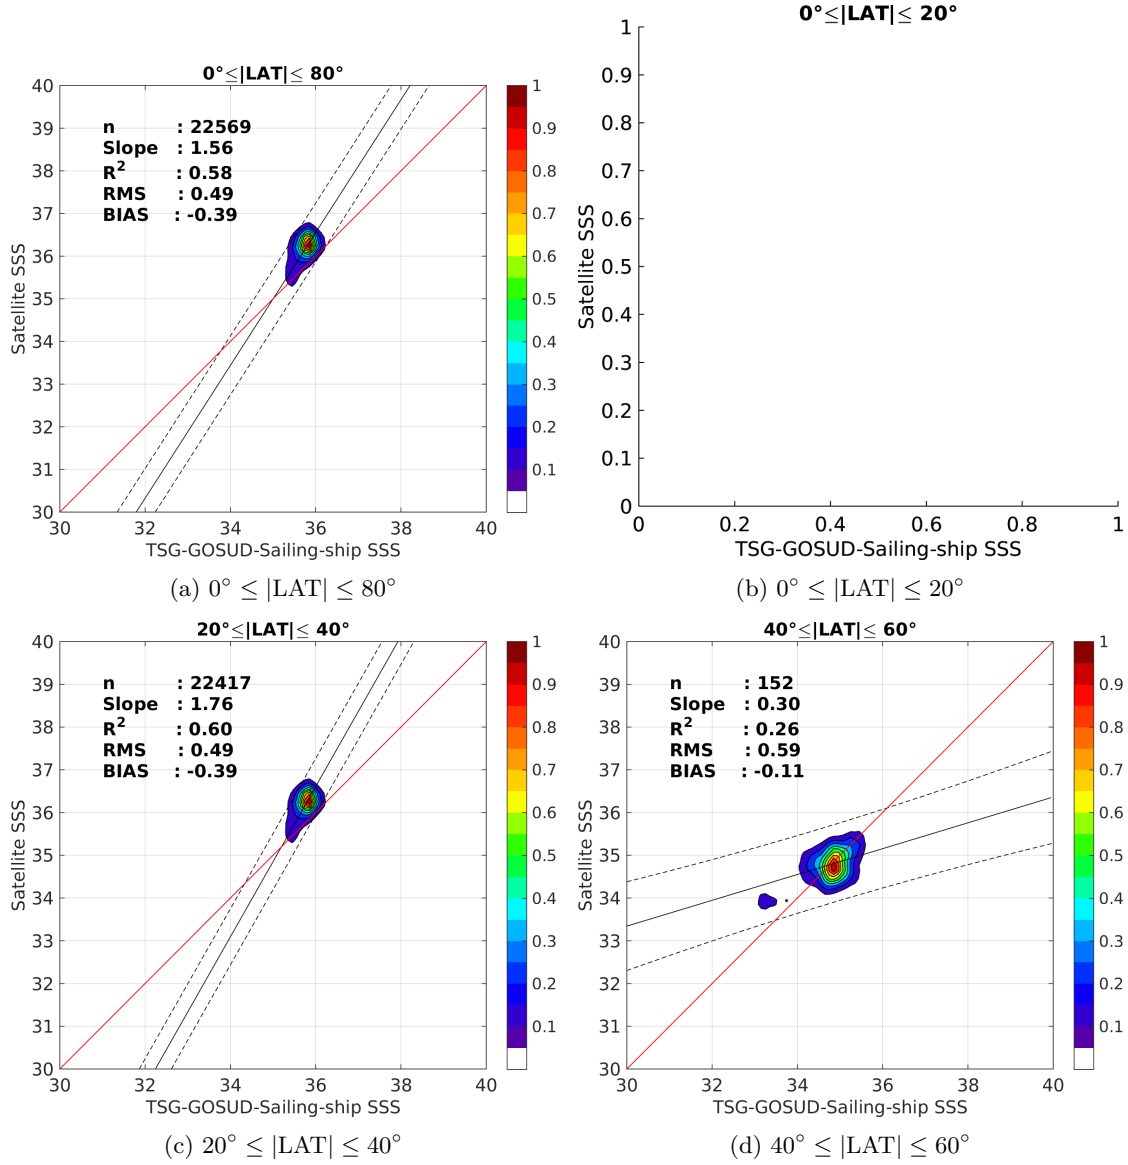 0°≤|LAT|≤ 80°
n : 22569
Slope : 1.56
R² : 0.58
RMS : 0.49
BIAS : -0.39
40
39
38
37
36
35
34
33
32
31
30
Satellite SSS
30 32 34 36 38 40
TSG-GOSUD-Sailing-ship SSS
1
0.9
0.8
0.7
0.6
0.5
0.4
0.3
0.2
0.1
(a) 0° ≤ |LAT| ≤ 80°
0°≤|LAT|≤ 20°
1
0.9
0.8
0.7
0.6
0.5
0.4
0.3
0.2
0.1
0
Satellite SSS
0 0.2 0.4 0.6 0.8 1
TSG-GOSUD-Sailing-ship SSS
(b) 0° ≤ |LAT| ≤ 20°
20°≤|LAT|≤ 40°
n : 22417
Slope : 1.76
R² : 0.60
RMS : 0.49
BIAS : -0.39
40
39
38
37
36
35
34
33
32
31
30
Satellite SSS
30 32 34 36 38 40
TSG-GOSUD-Sailing-ship SSS
1
0.9
0.8
0.7
0.6
0.5
0.4
0.3
0.2
0.1
(c) 20° ≤ |LAT| ≤ 40°
40°≤|LAT|≤ 60°
n : 152
Slope : 0.30
R² : 0.26
RMS : 0.59
BIAS : -0.11
40
39
38
37
36
35
34
33
32
31
30
Satellite SSS
30 32 34 36 38 40
TSG-GOSUD-Sailing-ship SSS
1
0.9
0.8
0.7
0.6
0.5
0.4
0.3
0.2
0.1
(d) 40° ≤ |LAT| ≤ 60°